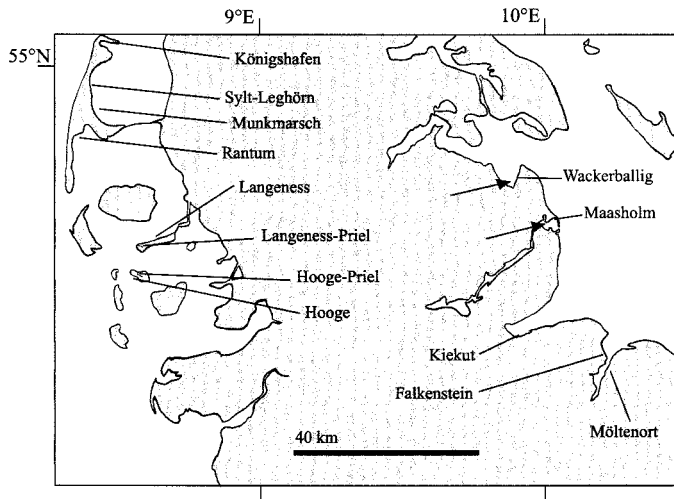 9°E 10°E
55°N
Königshafen
Sylt-Leghörn
Munkmarsch
Rantum
Wackerballig
Langeness
Maasholm
Langeness-Priel
Hooge-Priel
Hooge
Kiekut
Falkenstein
Möltenort
40 km